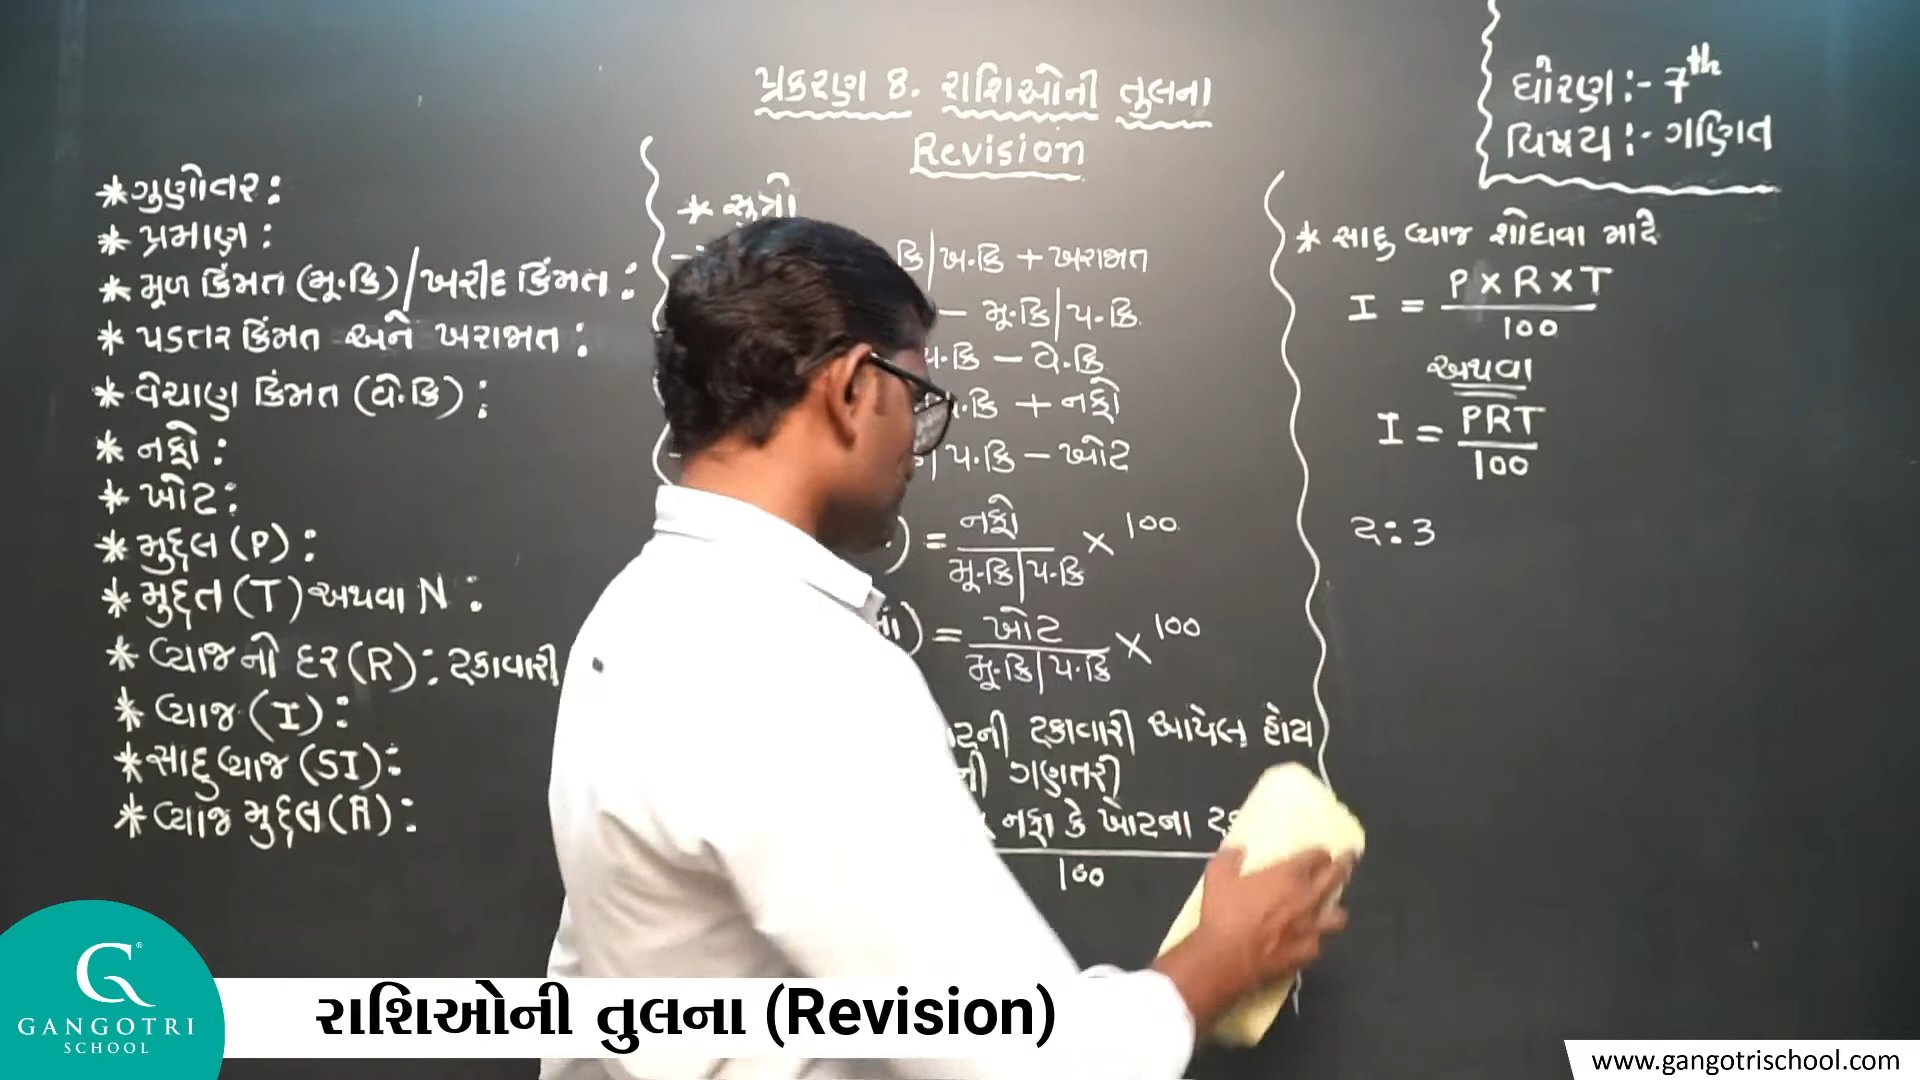 પ્રકરણ 8. રાશિઓની તુલના
Revision
ધોરણ :- 7th
વિષય :- ગણિત
* ગુણોત્તર :
* પ્રમાણ :
* મૂળ કિંમત (મૂ.કિ) / ખરીદ કિંમત :
* પડતર કિંમત અને ખરાજાત :
* વેચાણ કિંમત (વે.કિ) :
* નફો :
* ખોટ :
* મુદ્દલ (P) :
* મુદ્દત (T) અથવા N :
* વ્યાજનો દર (R) : ટકાવારી
* વ્યાજ (I) :
* સાદુ વ્યાજ (SI) :
* વ્યાજ મુદ્દલ (A) :
* સૂત્રો
કિ | ખ.કિ + ખરાજાત
– મૂ.કિ | પ.કિ.
પ.કિ – વે.કિ
પ.કિ + નફો
| પ.કિ – ખોટ
) = નફો / મૂ.કિ | પ.કિ × 100
) = ખોટ / મૂ.કિ | પ.કિ × 100
ટકાવારી આપેલ હોય
ની ગણતરી
નફા કે ખોટના
100
* સાદુ વ્યાજ શોધવા માટે
I = P × R × T / 100
અથવા
I = PRT / 100
૨ : ૩
GANGOTRI
SCHOOL
રાશિઓની તુલના (Revision)
www.gangotrischool.com